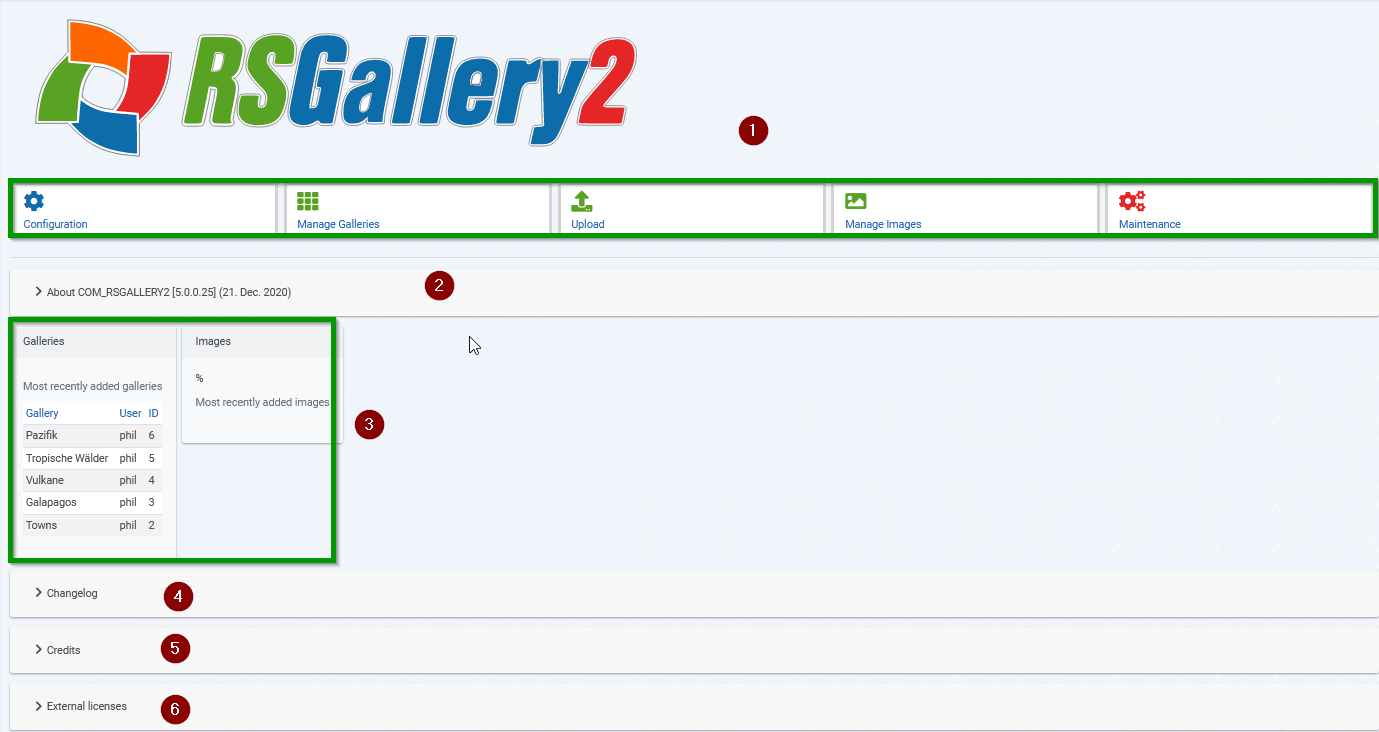 RSGallery2
1
Configuration
Manage Galleries
Upload
Manage Images
Maintenance
2
About COM_RSGALLERY2 [5.0.0.25] (21. Dec. 2020)
Galleries
Most recently added galleries
Gallery User ID
Pazifik phil 6
Tropische Wälder phil 5
Vulkane phil 4
Galapagos phil 3
Towns phil 2
Images
%
Most recently added images
3
Changelog
4
Credits
5
External licenses
6